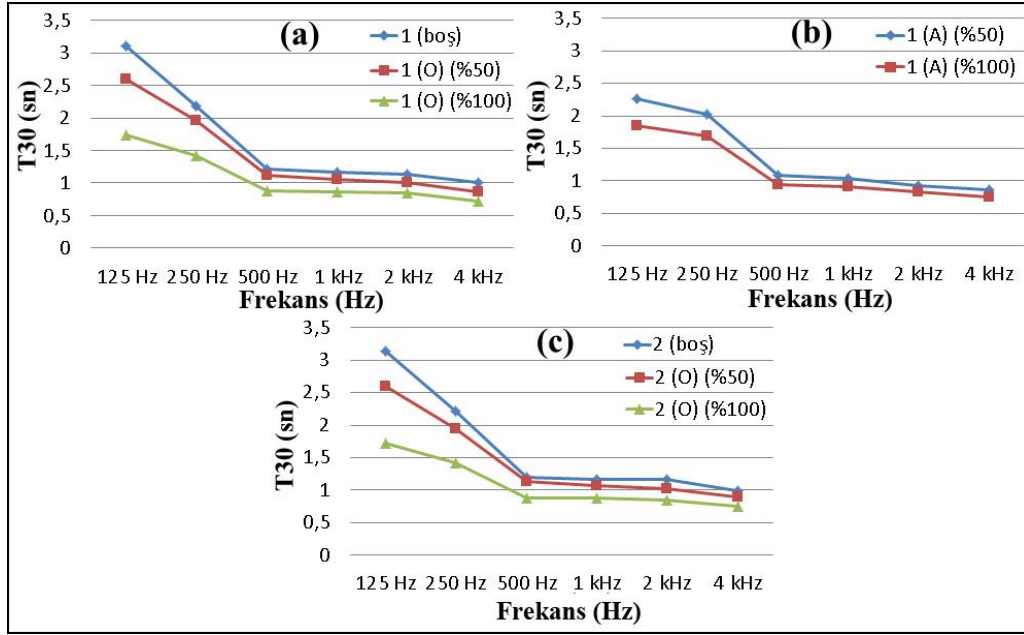 (a)
3,5
3
2,5
2
1,5
1
0,5
0
T30 (sn)
1 (boş)
1 (O) (%50)
1 (O) (%100)
125 Hz 250 Hz 500 Hz 1 kHz 2 kHz 4 kHz
Frekans (Hz)
(b)
3,5
3
2,5
2
1,5
1
0,5
0
T30 (sn)
1 (A) (%50)
1 (A) (%100)
125 Hz 250 Hz 500 Hz 1 kHz 2 kHz 4 kHz
Frekans (Hz)
(c)
3,5
3
2,5
2
1,5
1
0,5
0
T30 (sn)
2 (boş)
2 (O) (%50)
2 (O) (%100)
125 Hz 250 Hz 500 Hz 1 kHz 2 kHz 4 kHz
Frekans (Hz)